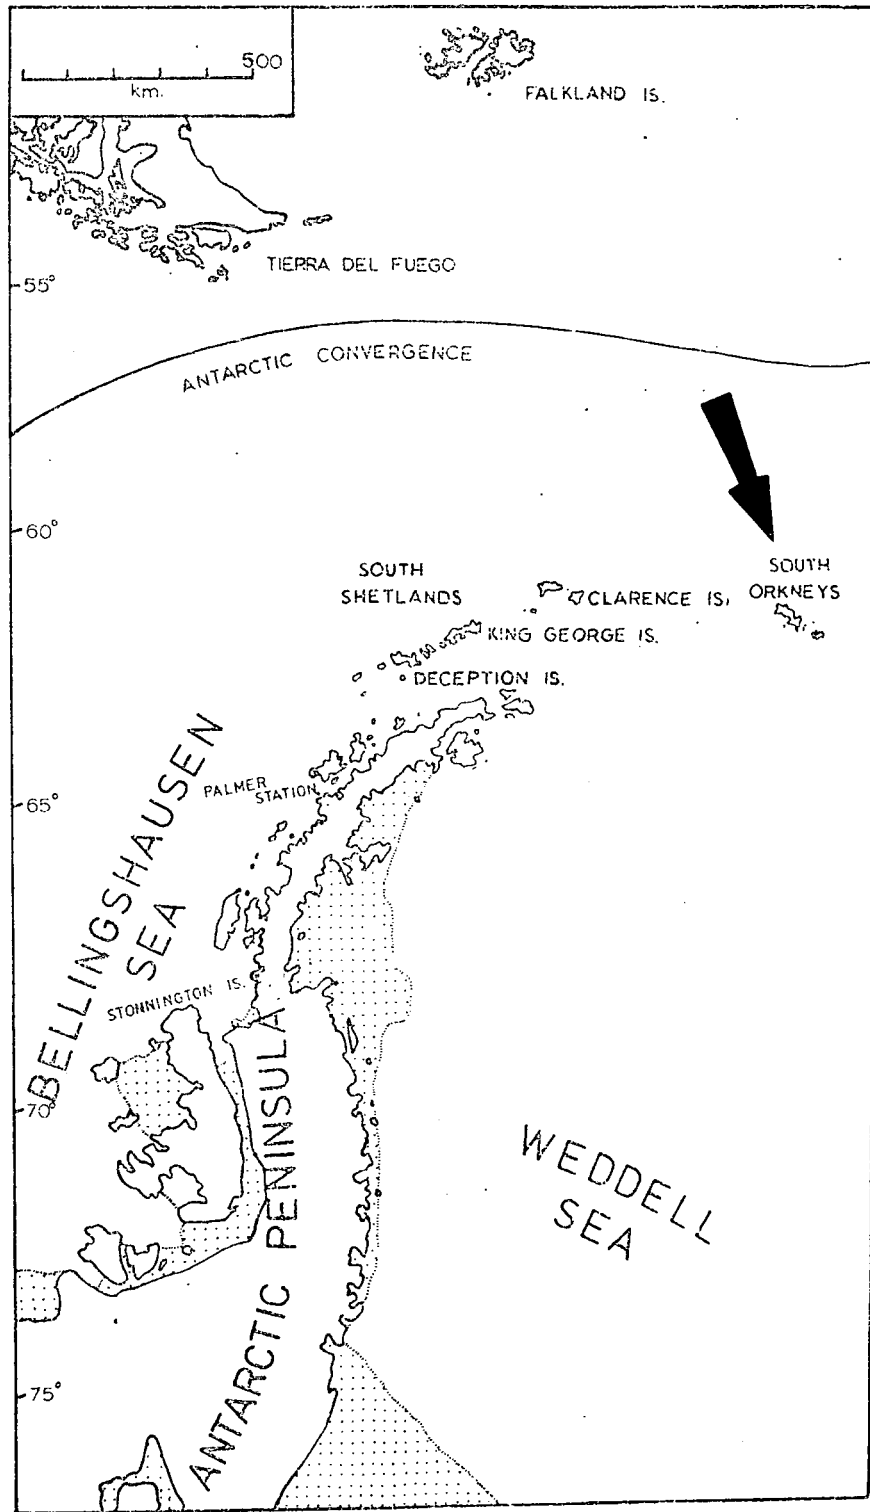 500
km.
FALKLAND IS.
TIERRA DEL FUEGO
55°
ANTARCTIC CONVERGENCE
60°
SOUTH
SHETLANDS
SOUTH
ORKNEYS
CLARENCE IS,
KING GEORGE IS.
DECEPTION IS.
PALMER
STATION
65°
BELLINGSHAUSEN
SEA
STONNINGTON IS.
70°
WEDDELL
SEA
ANTARCTIC PENINSULA
75°